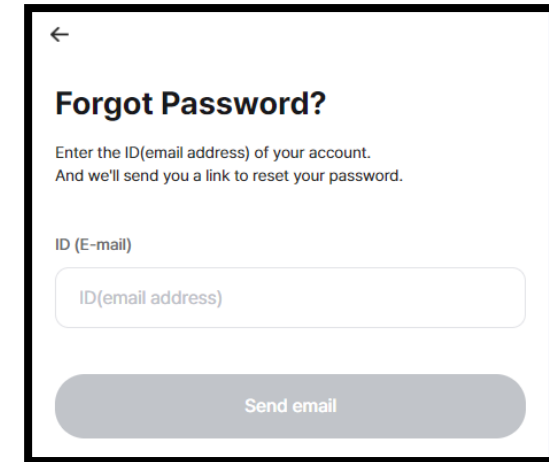 Forgot Password?
Enter the ID(email address) of your account.
And we'll send you a link to reset your password.
ID (E-mail)
ID(email address)
Send email